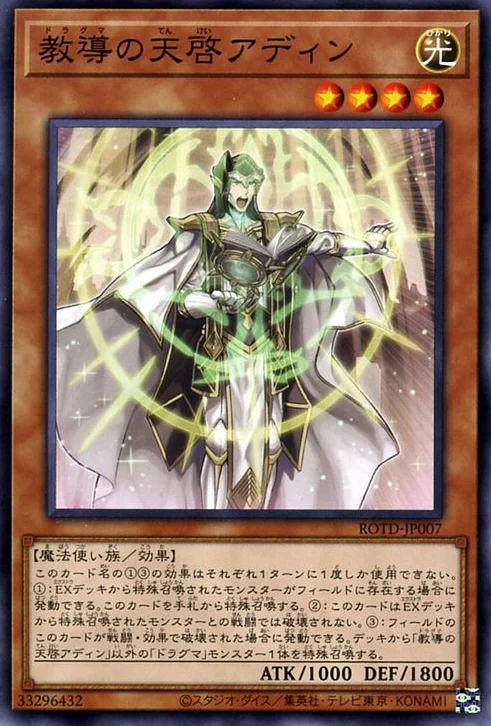 教導の天啓アディン
光
ROTD-JP007
【魔法使い族／効果】
このカード名の①③の効果はそれぞれ１ターンに１度しか使用できない。
①：EXデッキから特殊召喚されたモンスターがフィールドに存在する場合に
発動できる。このカードを手札から特殊召喚する。②：このカードはEXデッキ
から特殊召喚されたモンスターとの戦闘では破壊されない。③：フィールドの
このカードが戦闘・効果で破壊された場合に発動できる。デッキから「教導の
天啓アディン」以外の「ドラグマ」モンスター１体を特殊召喚する。
ATK/1000 DEF/1800
33296432
©スタジオ・ダイス／集英社・テレビ東京・KONAMI